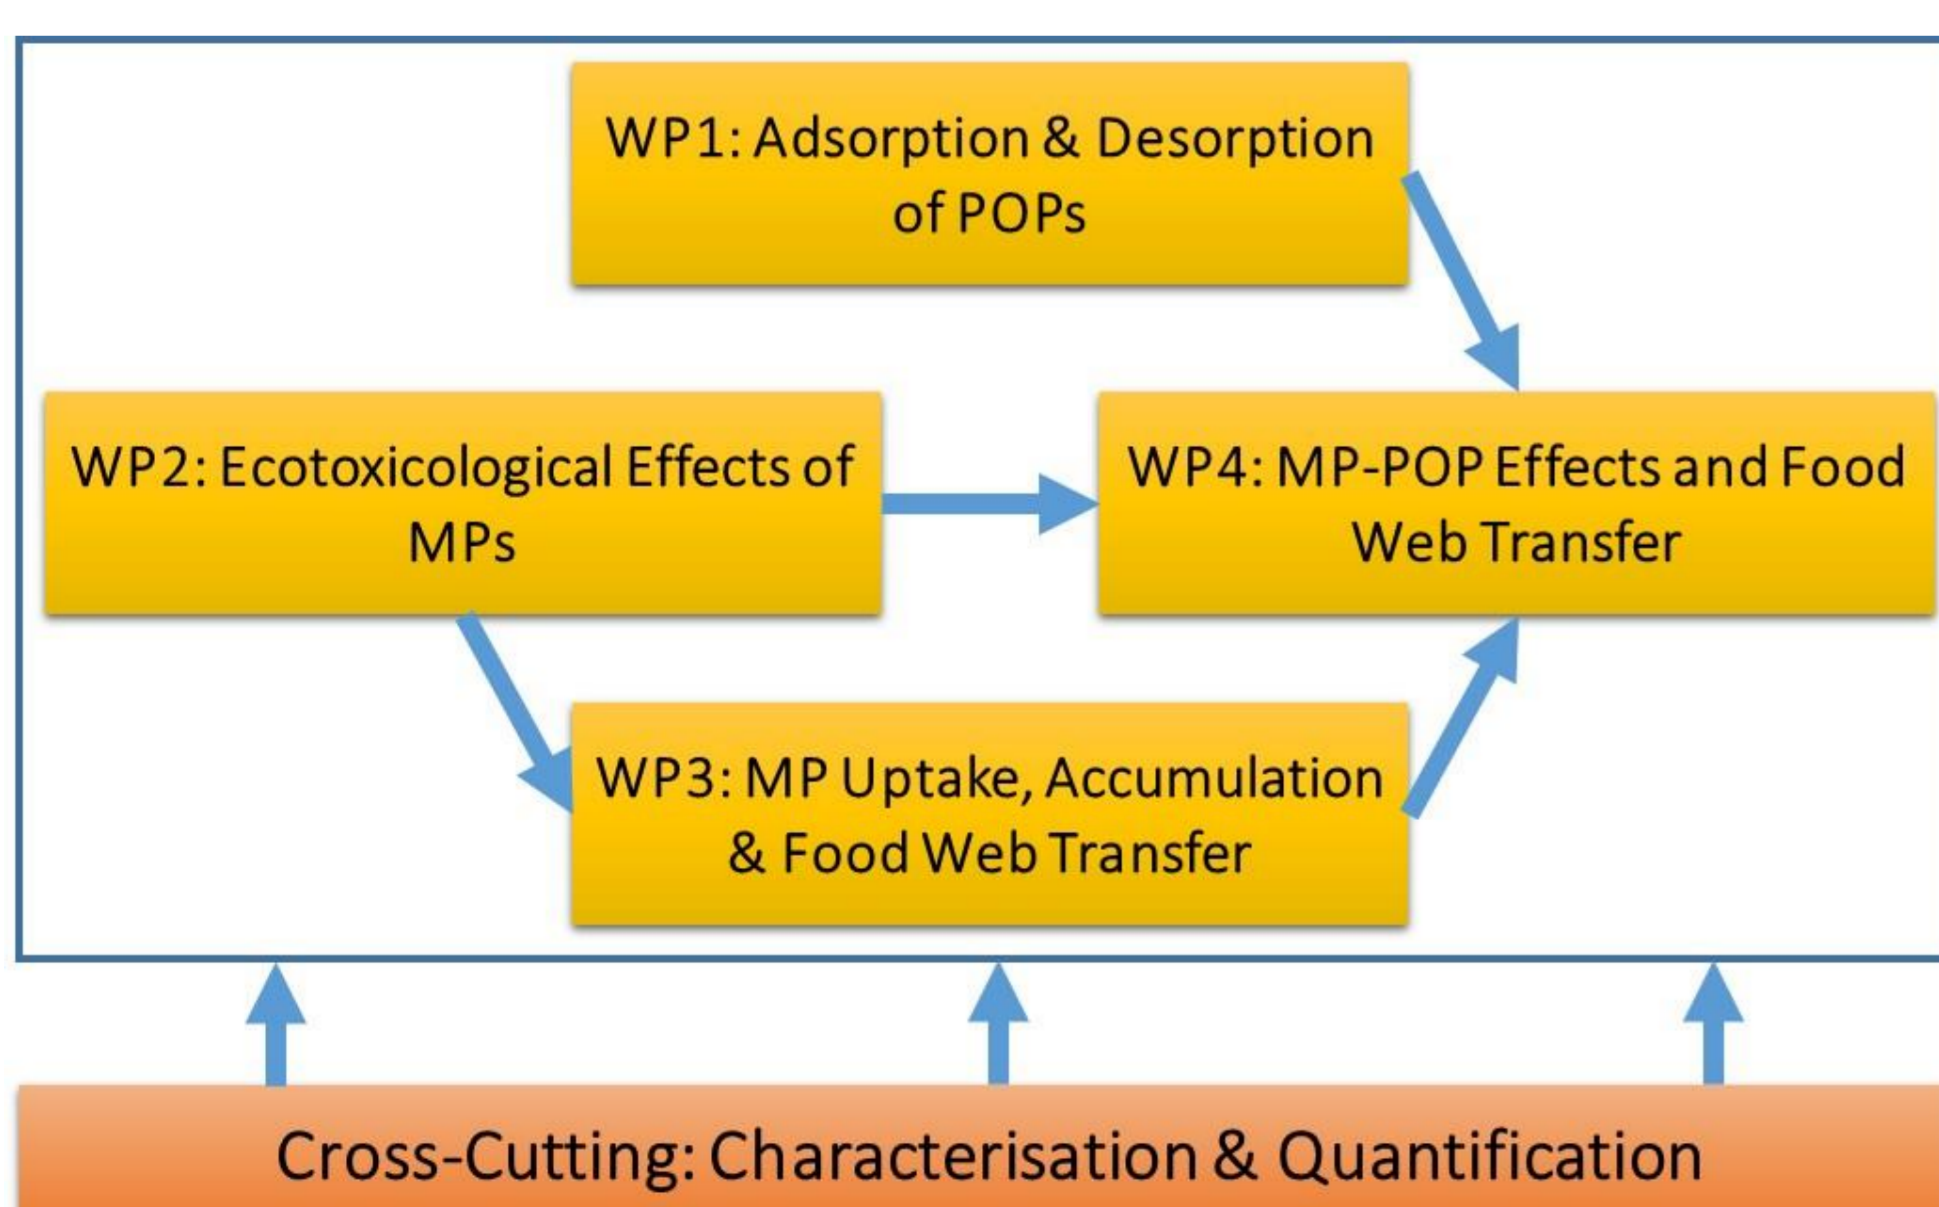 WP1: Adsorption & Desorption
of POPs
WP2: Ecotoxicological Effects of
MPs
WP4: MP-POP Effects and Food
Web Transfer
WP3: MP Uptake, Accumulation
& Food Web Transfer
Cross-Cutting: Characterisation & Quantification